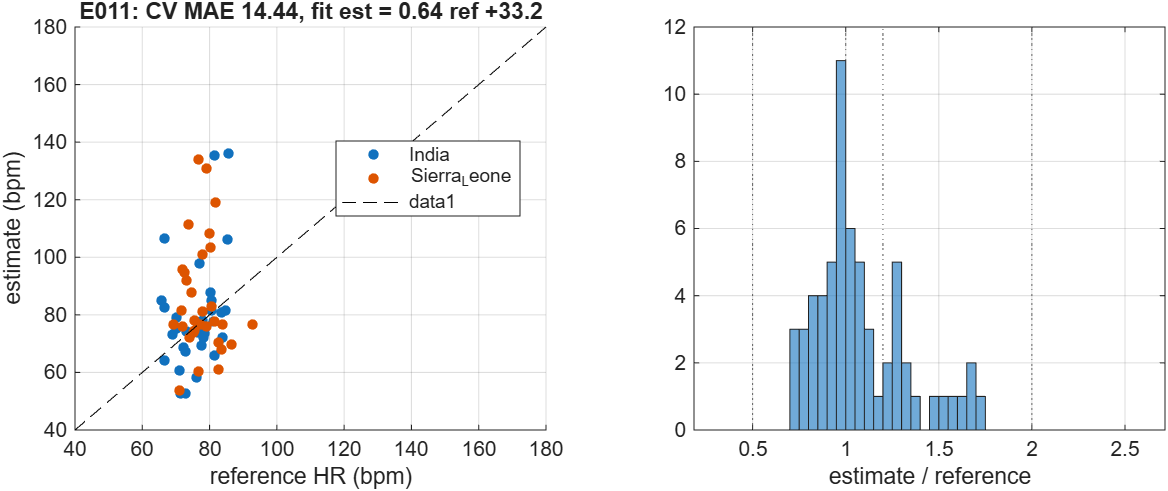 E011: CV MAE 14.44, fit est = 0.64 ref +33.2
180
160
140
120
100
80
60
40
estimate (bpm)
India
Sierra_Leone
data1
40 60 80 100 120 140 160 180
reference HR (bpm)
12
10
8
6
4
2
0
0.5 1 1.5 2 2.5
estimate / reference